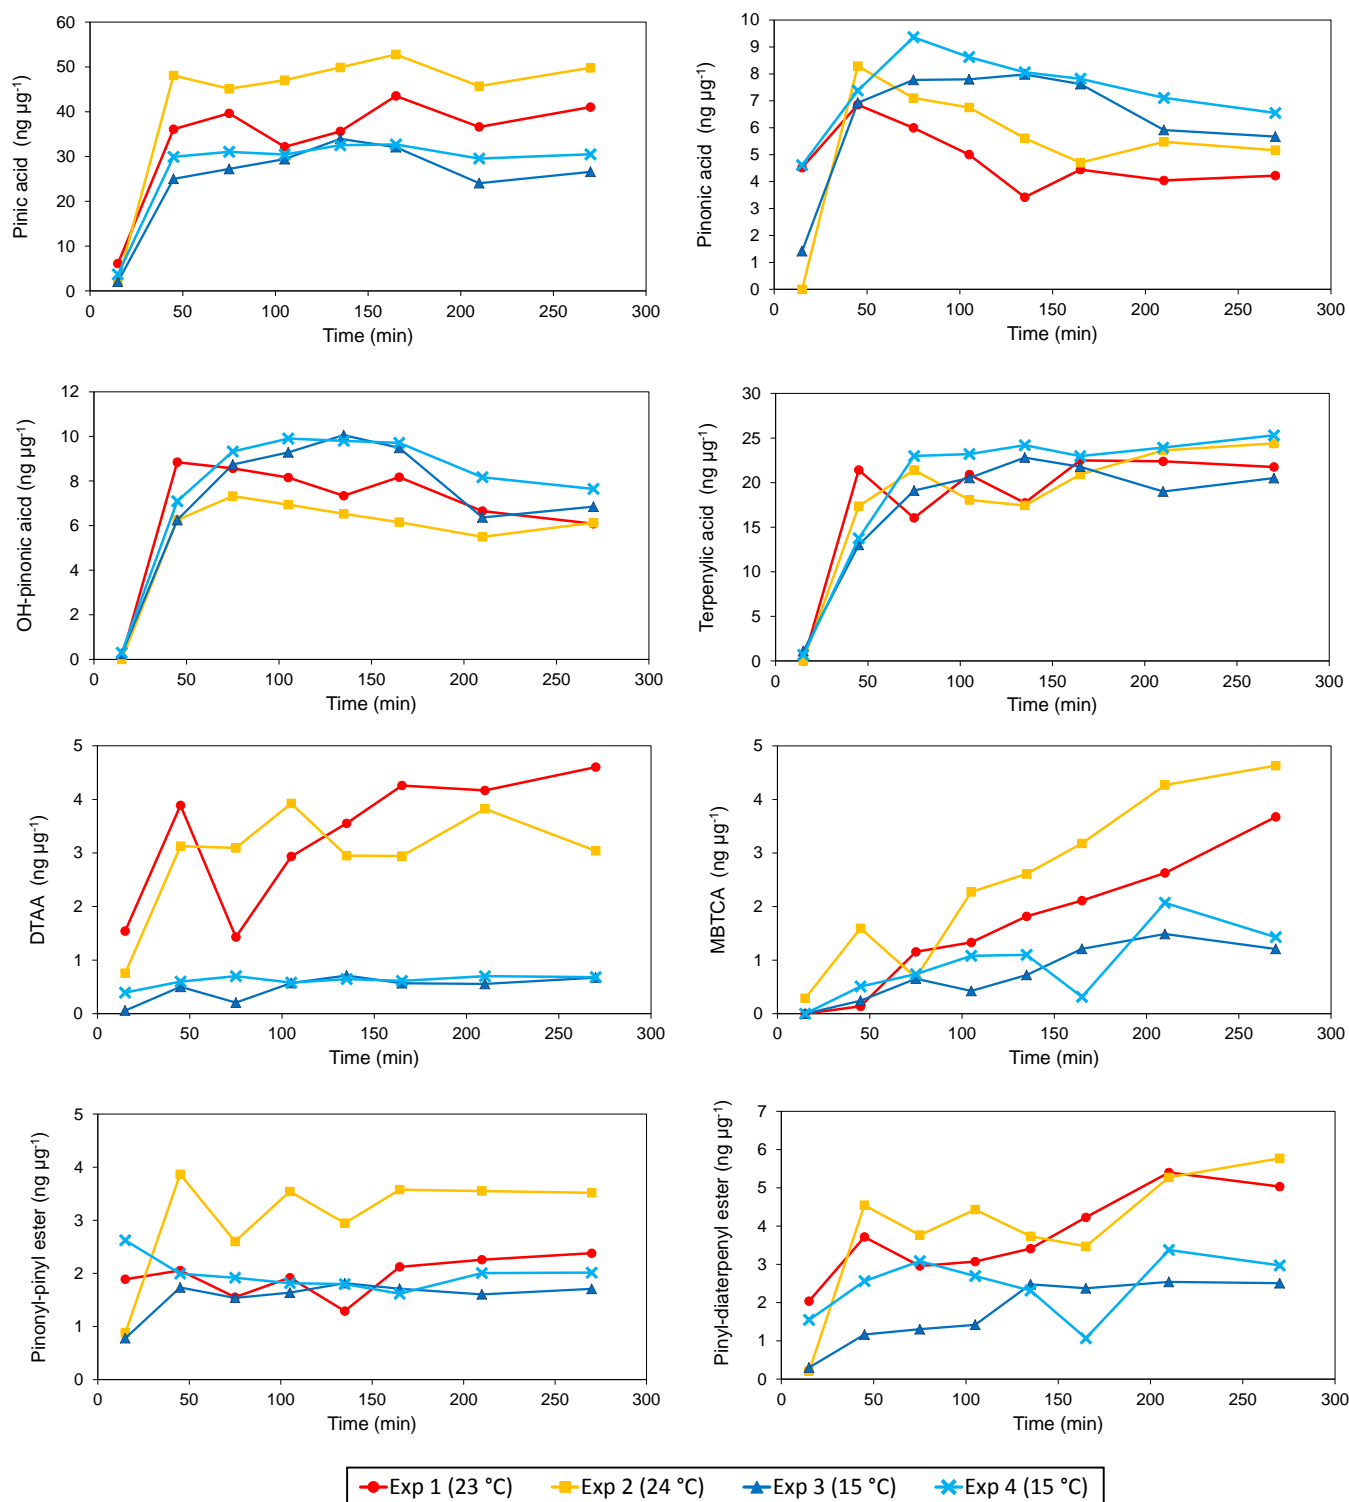 Pinic acid (ng µg⁻¹)
60
50
40
30
20
10
0
0 50 100 150 200 250 300
Time (min)
Pinonic acid (ng µg⁻¹)
10
9
8
7
6
5
4
3
2
1
0
0 50 100 150 200 250 300
Time (min)
OH-pinonic aicd (ng µg⁻¹)
12
10
8
6
4
2
0
0 50 100 150 200 250 300
Time (min)
Terpenylic acid (ng µg⁻¹)
30
25
20
15
10
5
0
0 50 100 150 200 250 300
Time (min)
DTAA (ng µg⁻¹)
5
4
3
2
1
0
0 50 100 150 200 250 300
Time (min)
MBTCA (ng µg⁻¹)
5
4
3
2
1
0
0 50 100 150 200 250 300
Time (min)
Pinonyl-pinyl ester (ng µg⁻¹)
5
4
3
2
1
0
0 50 100 150 200 250 300
Time (min)
Pinyl-diaterpenyl ester (ng µg⁻¹)
7
6
5
4
3
2
1
0
0 50 100 150 200 250 300
Time (min)
Exp 1 (23 °C) Exp 2 (24 °C) Exp 3 (15 °C) Exp 4 (15 °C)